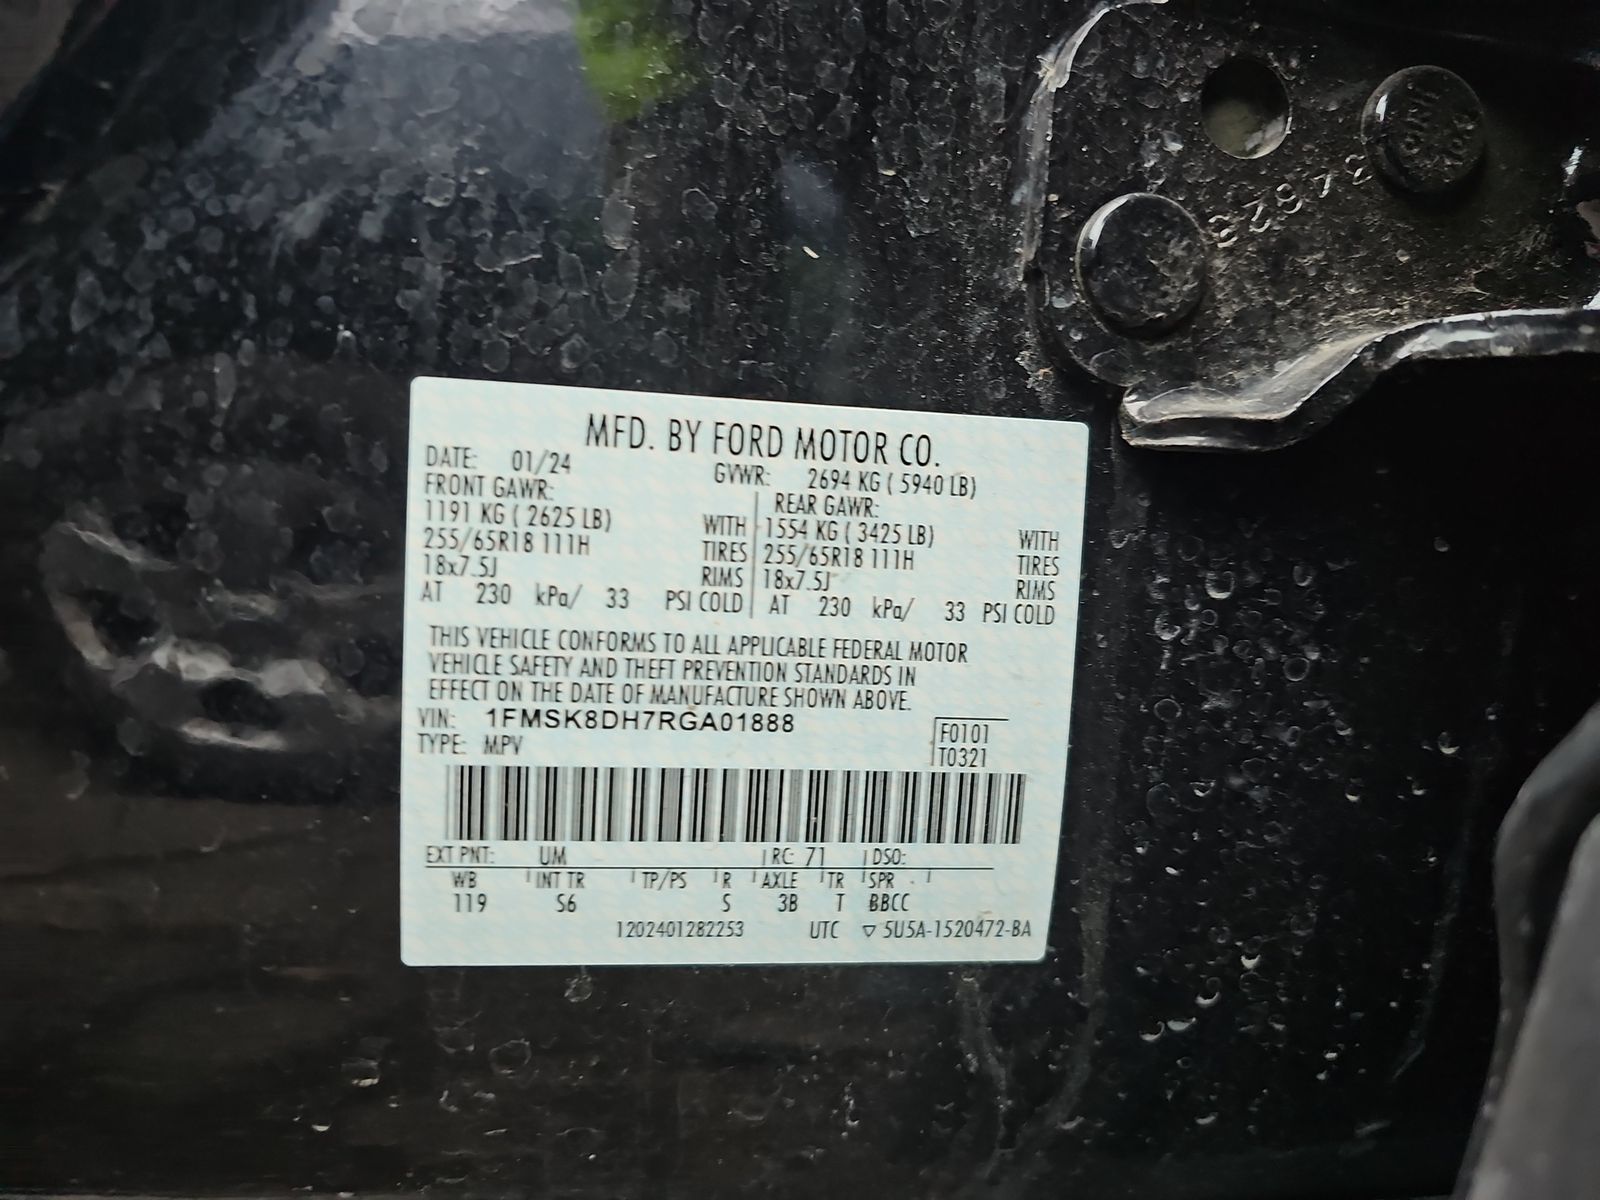 MFD. BY FORD MOTOR CO.
DATE: 01/24 GVWR: 2694 KG ( 5940 LB)
FRONT GAWR: REAR GAWR:
1191 KG ( 2625 LB) WITH 1554 KG ( 3425 LB) WITH
255/65R18 111H TIRES 255/65R18 111H TIRES
18x7.5J RIMS 18x7.5J RIMS
AT 230 kPa/ 33 PSI COLD AT 230 kPa/ 33 PSI COLD
THIS VEHICLE CONFORMS TO ALL APPLICABLE FEDERAL MOTOR
VEHICLE SAFETY AND THEFT PREVENTION STANDARDS IN
EFFECT ON THE DATE OF MANUFACTURE SHOWN ABOVE.
VIN: 1FMSK8DH7RGA01888 F0101
TYPE: MPV T0321
EXT PNT: UM RC: 71 DSO:
WB INT TR TP/PS R AXLE TR SPR
119 S6 S 3B T BBCC
1202401282253 UTC ▽ 5U5A-1520472-BA